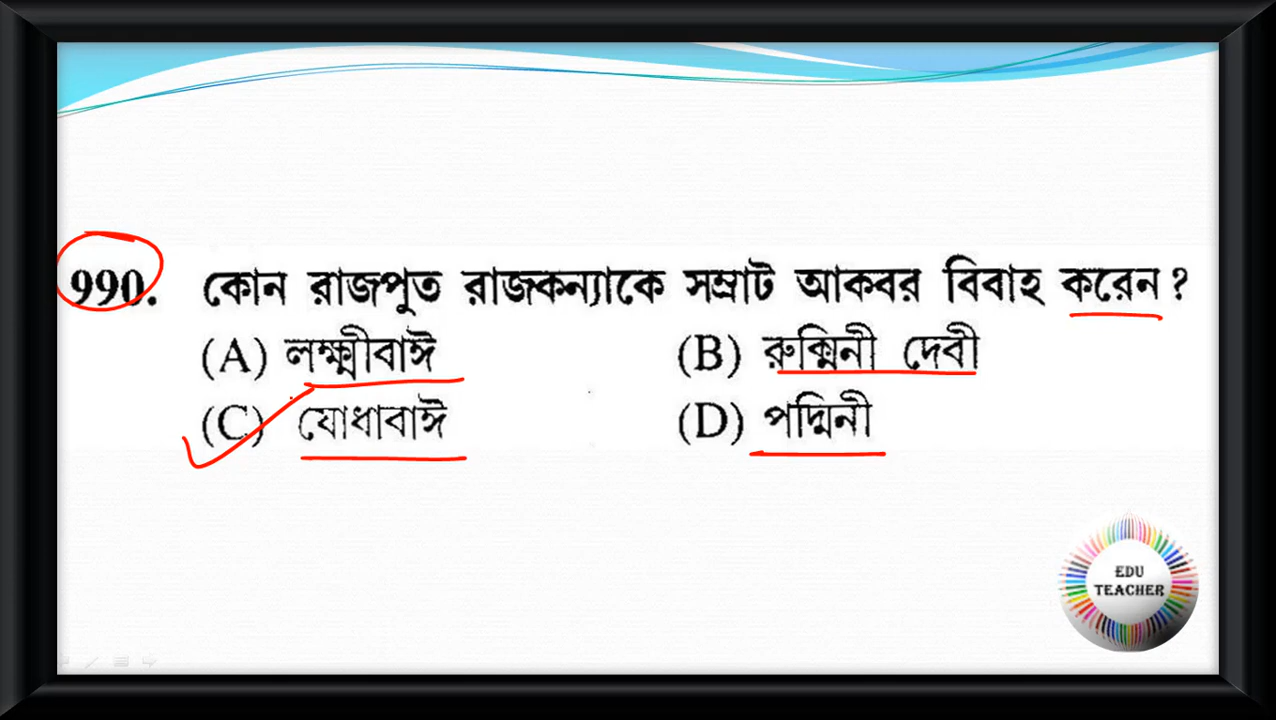 990. কোন রাজপুত রাজকন্যাকে সম্রাট আকবর বিবাহ করেন ?
(A) লক্ষ্মীবাঈ (B) রুক্মিনী দেবী
(C) যোধাবাঈ (D) পদ্মিনী
EDU
TEACHER